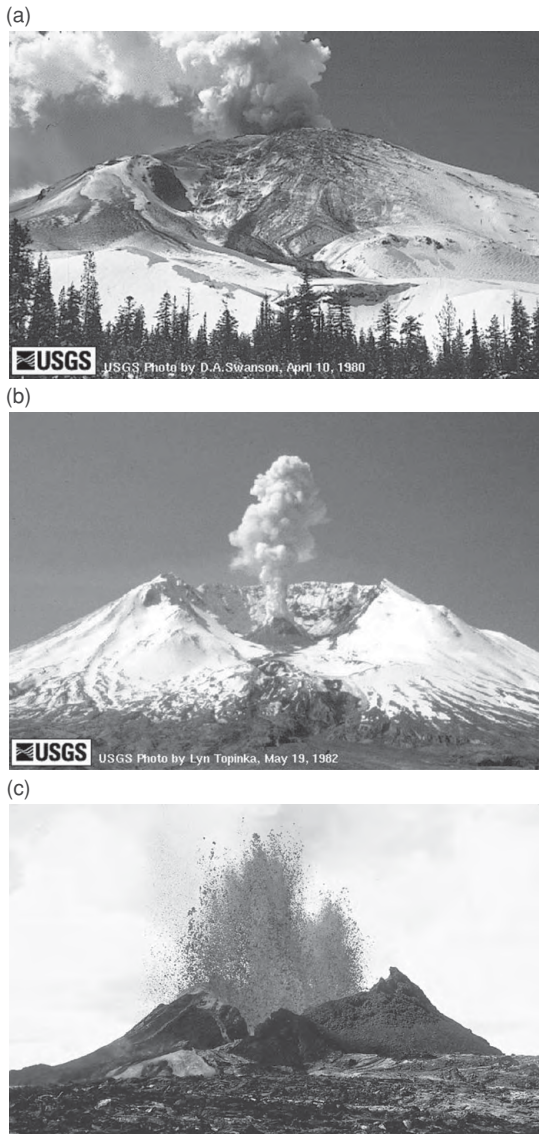 (a)
USGS
USGS Photo by D.A.Swanson, April 10, 1980
(b)
USGS
USGS Photo by Lyn Topinka, May 19, 1982
(c)